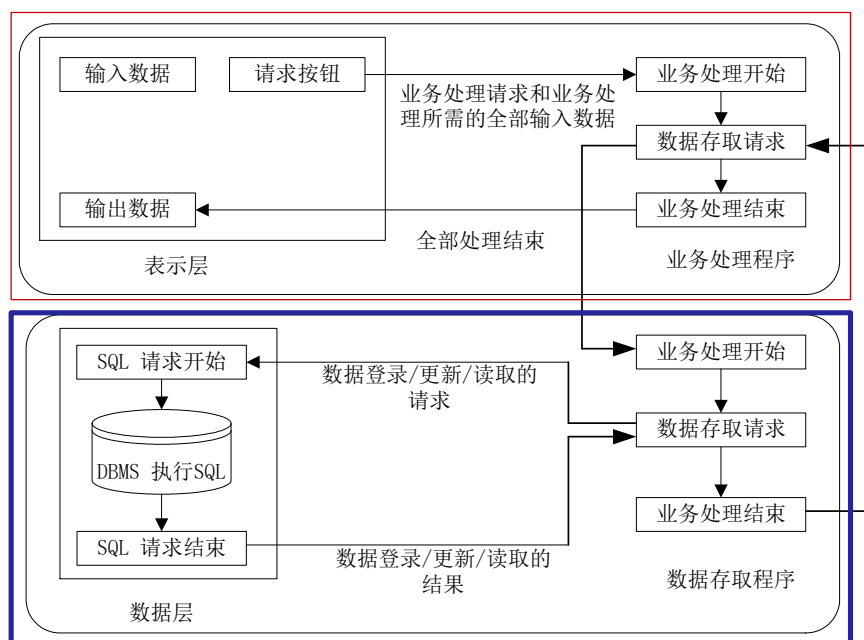 输入数据
请求按钮
业务处理开始
业务处理请求和业务处
理所需的全部输入数据
数据存取请求
输出数据
业务处理结束
全部处理结束
表示层
业务处理程序
SQL 请求开始
业务处理开始
数据登录/更新/读取的
请求
数据存取请求
DBMS 执行SQL
业务处理结束
SQL 请求结束
数据登录/更新/读取的
结果
数据存取程序
数据层